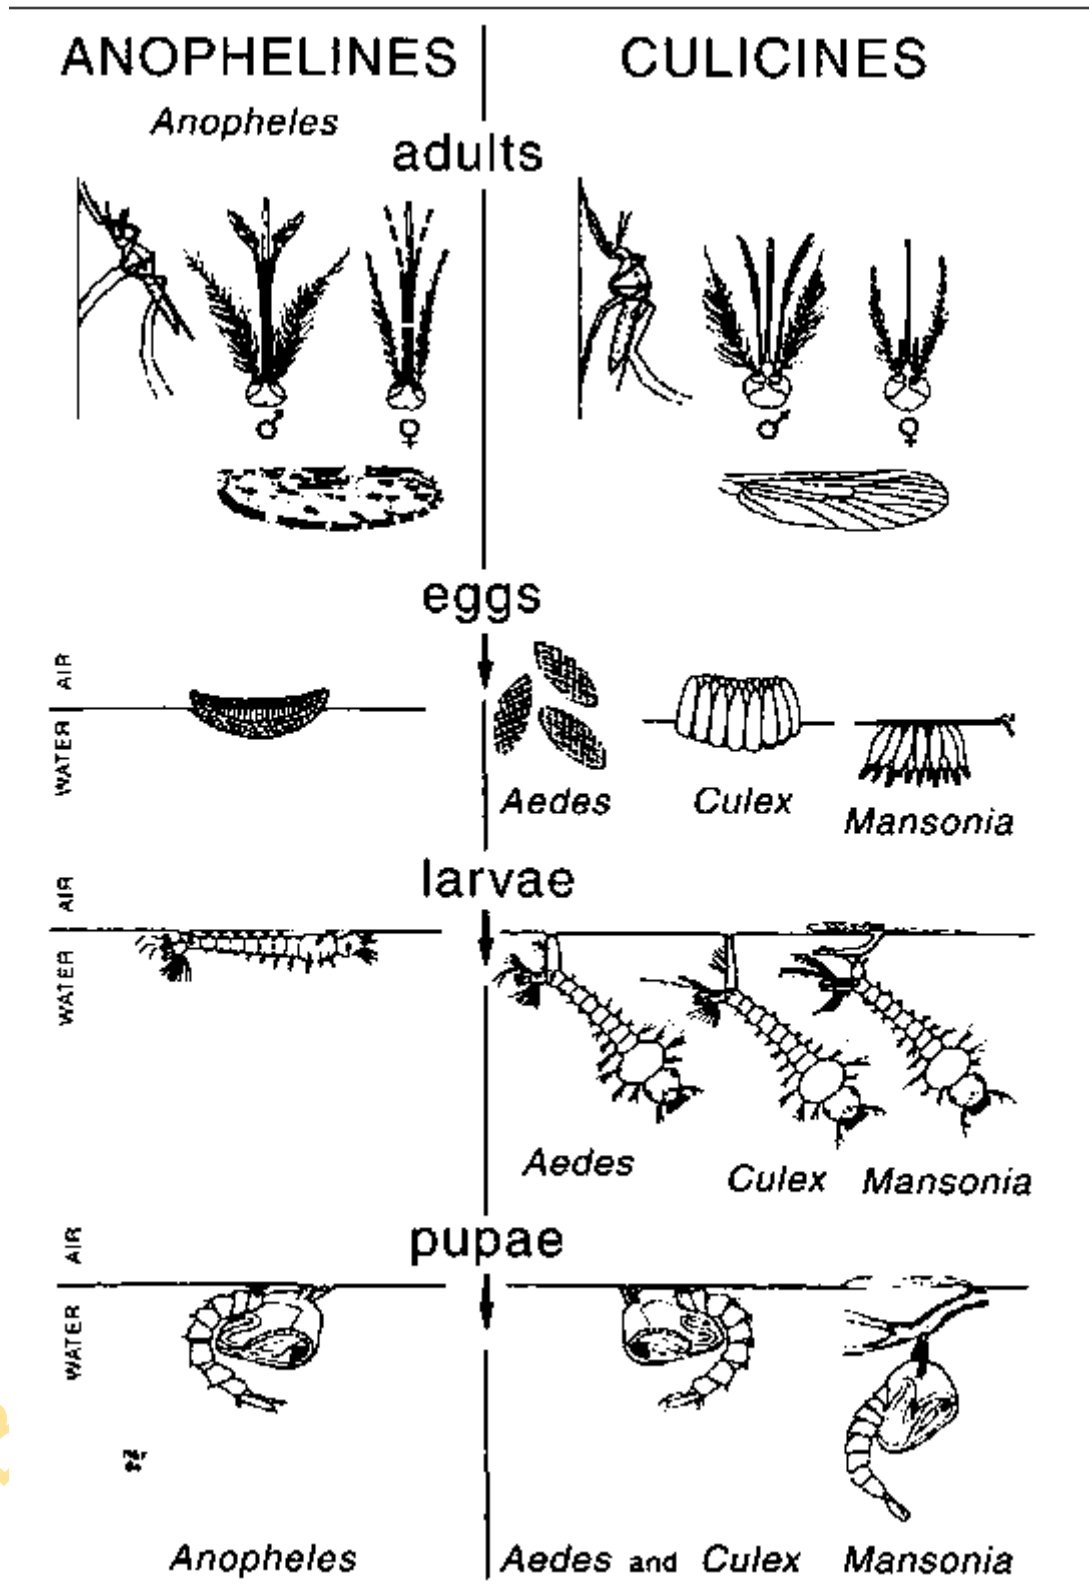 ANOPHELINES CULICINES
Anopheles
adults
♂ ♀ ♂ ♀
eggs
AIR
WATER
Aedes Culex Mansonia
larvae
AIR
WATER
Aedes Culex Mansonia
pupae
AIR
WATER
Anopheles Aedes and Culex Mansonia